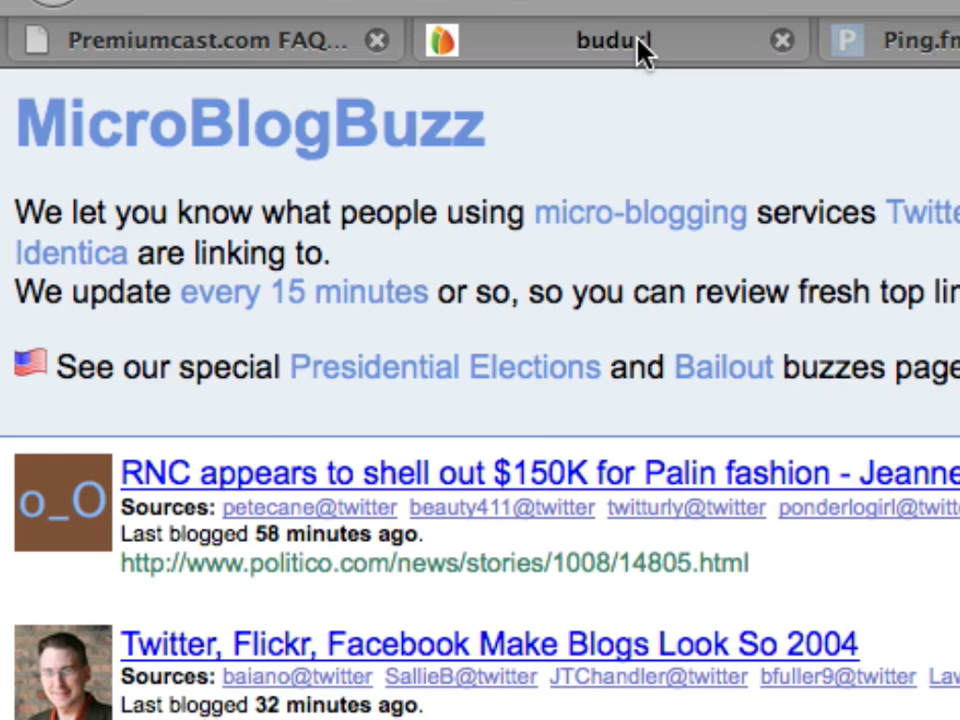 Premiumcast.com FAQ...
budurl
P Ping.fm
MicroBlogBuzz
We let you know what people using micro-blogging services
Identica are linking to.
We update every 15 minutes or so, so you can review fresh top
See our special Presidential Elections and Bailout buzzes
o_O
RNC appears to shell out $150K for Palin fashion - Jeanne
Sources: petecane@twitter beauty411@twitter twitturly@twitter
Last blogged 58 minutes ago.
http://www.politico.com/news/stories/1008/14805.html
Twitter, Flickr, Facebook Make Blogs Look So 2004
Sources: baiano@twitter SallieB@twitter JTChandler@twitter bfuller9@twitter
Last blogged 32 minutes ago.